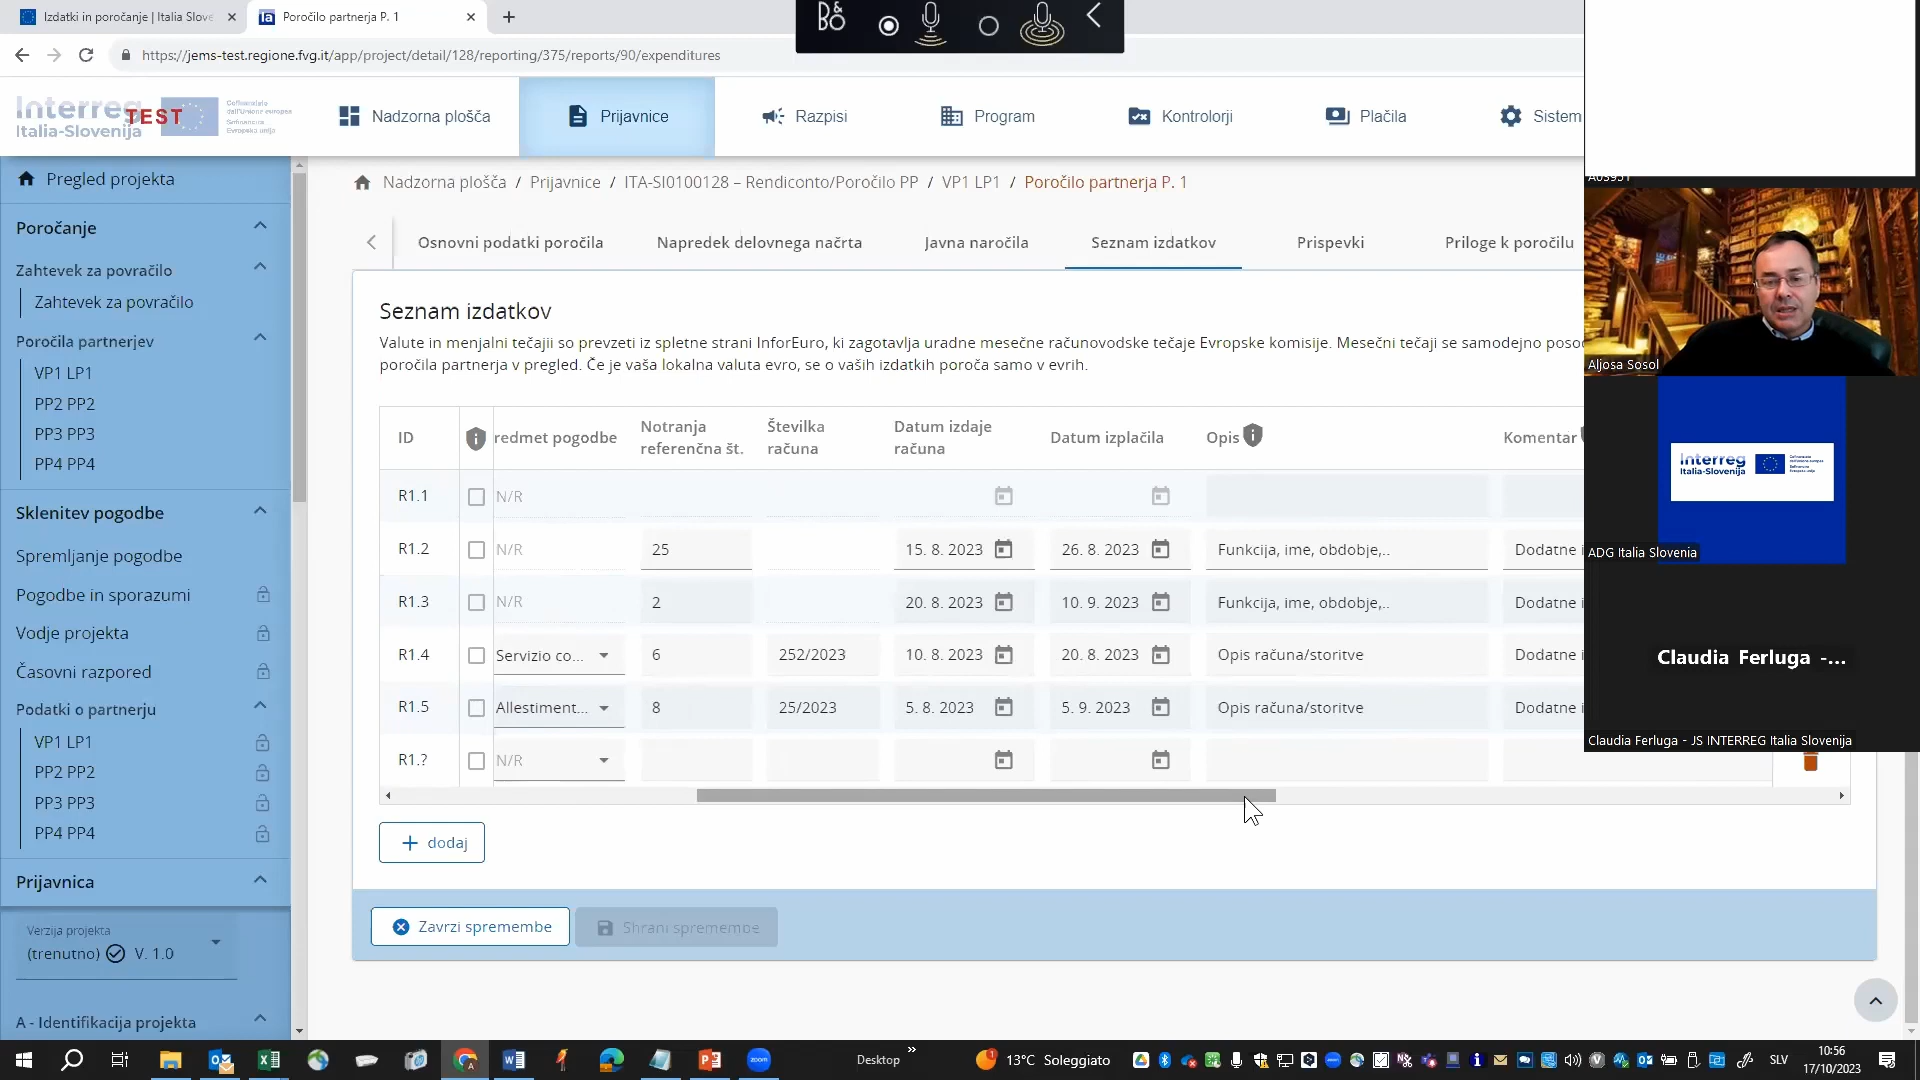 Izdatki in poročanje | Italia Slove
Poročilo partnerja P. 1
https://jems-test.regione.fvg.it/app/project/detail/128/reporting/375/reports/90/expenditures
Interreg
TEST
Italia-Slovenija
Nadzorna plošča
Prijavnice
Razpisi
Program
Kontrolorji
Plačila
Sistem
Pregled projekta
Poročanje
Zahtevek za povračilo
Zahtevek za povračilo
Poročila partnerjev
VP1 LP1
PP2 PP2
PP3 PP3
PP4 PP4
Sklenitev pogodbe
Spremljanje pogodbe
Pogodbe in sporazumi
Vodje projekta
Časovni razpored
Podatki o partnerju
VP1 LP1
PP2 PP2
PP3 PP3
PP4 PP4
Prijavnica
Verzija projekta
(trenutno) V. 1.0
A - Identifikacija projekta
Nadzorna plošča / Prijavnice / ITA-SI0100128 – Rendiconto/Poročilo PP / VP1 LP1 / Poročilo partnerja P. 1
Osnovni podatki poročila Napredek delovnega načrta Javna naročila Seznam izdatkov Prispevki Priloge k poročilu
Seznam izdatkov
Valute in menjalni tečajii so prevzeti iz spletne strani InforEuro, ki zagotavlja uradne mesečne računovodske tečaje Evropske komisije. Mesečni tečaji se samodejno posod
poročila partnerja v pregled. Če je vaša lokalna valuta evro, se o vaših izdatkih poroča samo v evrih.
ID redmet pogodbe Notranja referenčna št. Številka računa Datum izdaje računa Datum izplačila Opis Komentar
R1.1 N/R
R1.2 N/R 25 15. 8. 2023 26. 8. 2023 Funkcija, ime, obdobje,.. Dodatne i
R1.3 N/R 2 20. 8. 2023 10. 9. 2023 Funkcija, ime, obdobje,.. Dodatne i
R1.4 Servizio co... 6 252/2023 10. 8. 2023 20. 8. 2023 Opis računa/storitve Dodatne i
R1.5 Allestiment... 8 25/2023 5. 8. 2023 5. 9. 2023 Opis računa/storitve Dodatne i
R1.? N/R
+ dodaj
Zavrzi spremembe
Shrani spremembe
Aljosa Sosol
Interreg
Italia-Slovenija
ADG Italia Slovenia
Claudia Ferluga -...
Claudia Ferluga - JS INTERREG Italia Slovenija
Desktop
13°C Soleggiato
SLV
10:56
17/10/2023